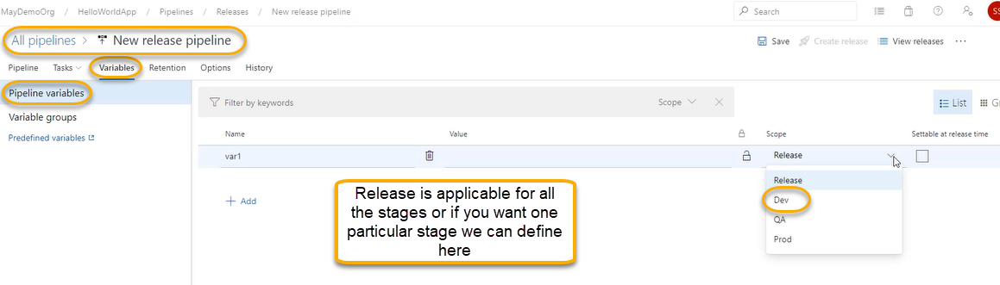 MayDemoOrg / HelloWorldApp / Pipelines / Releases / New release pipeline
Search
All pipelines > New release pipeline
Save Create release View releases ...
Pipeline Tasks Variables Retention Options History
Pipeline variables
Variable groups
Predefined variables
Filter by keywords Scope
List
Name Value Scope Settable at release time
var1 Release
Add
Release
Dev
QA
Prod
Release is applicable for all
the stages or if you want one
particular stage we can define
here